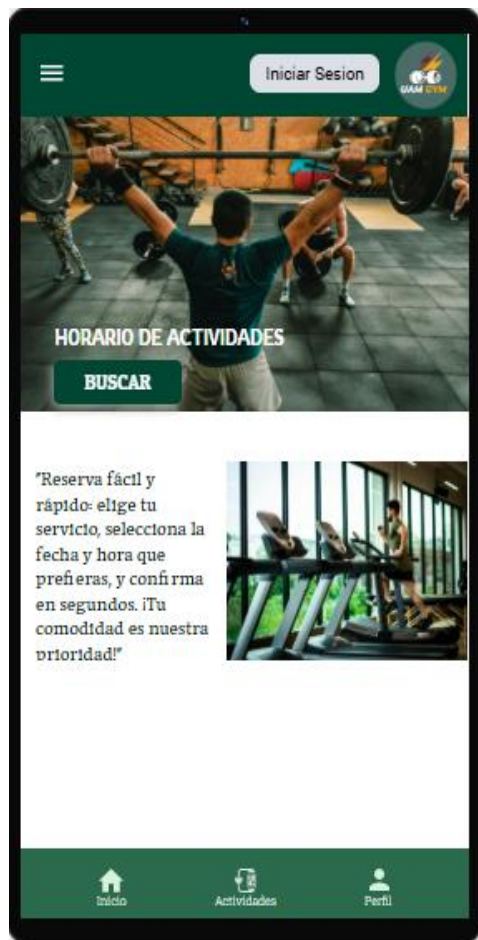 Iniciar Sesion
UAM GYM
HORARIO DE ACTIVIDADES
BUSCAR
"Reserva fácil y
rápido: elige tu
servicio, selecciona la
fecha y hora que
prefieras, y confirma
en segundos. ¡Tu
comodidad es nuestra
prioridad!"
Inicio
Actividades
Perfil